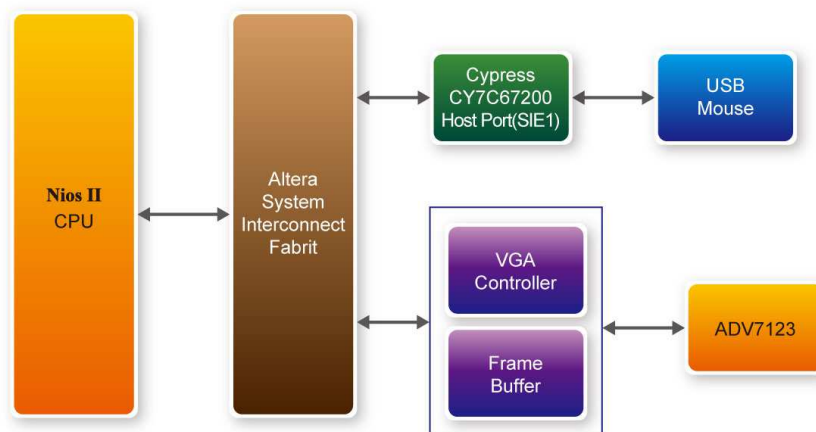 Nios II
CPU
Altera
System
Interconnect
Fabrit
Cypress
CY7C67200
Host Port(SIE1)
USB
Mouse
VGA
Controller
Frame
Buffer
ADV7123